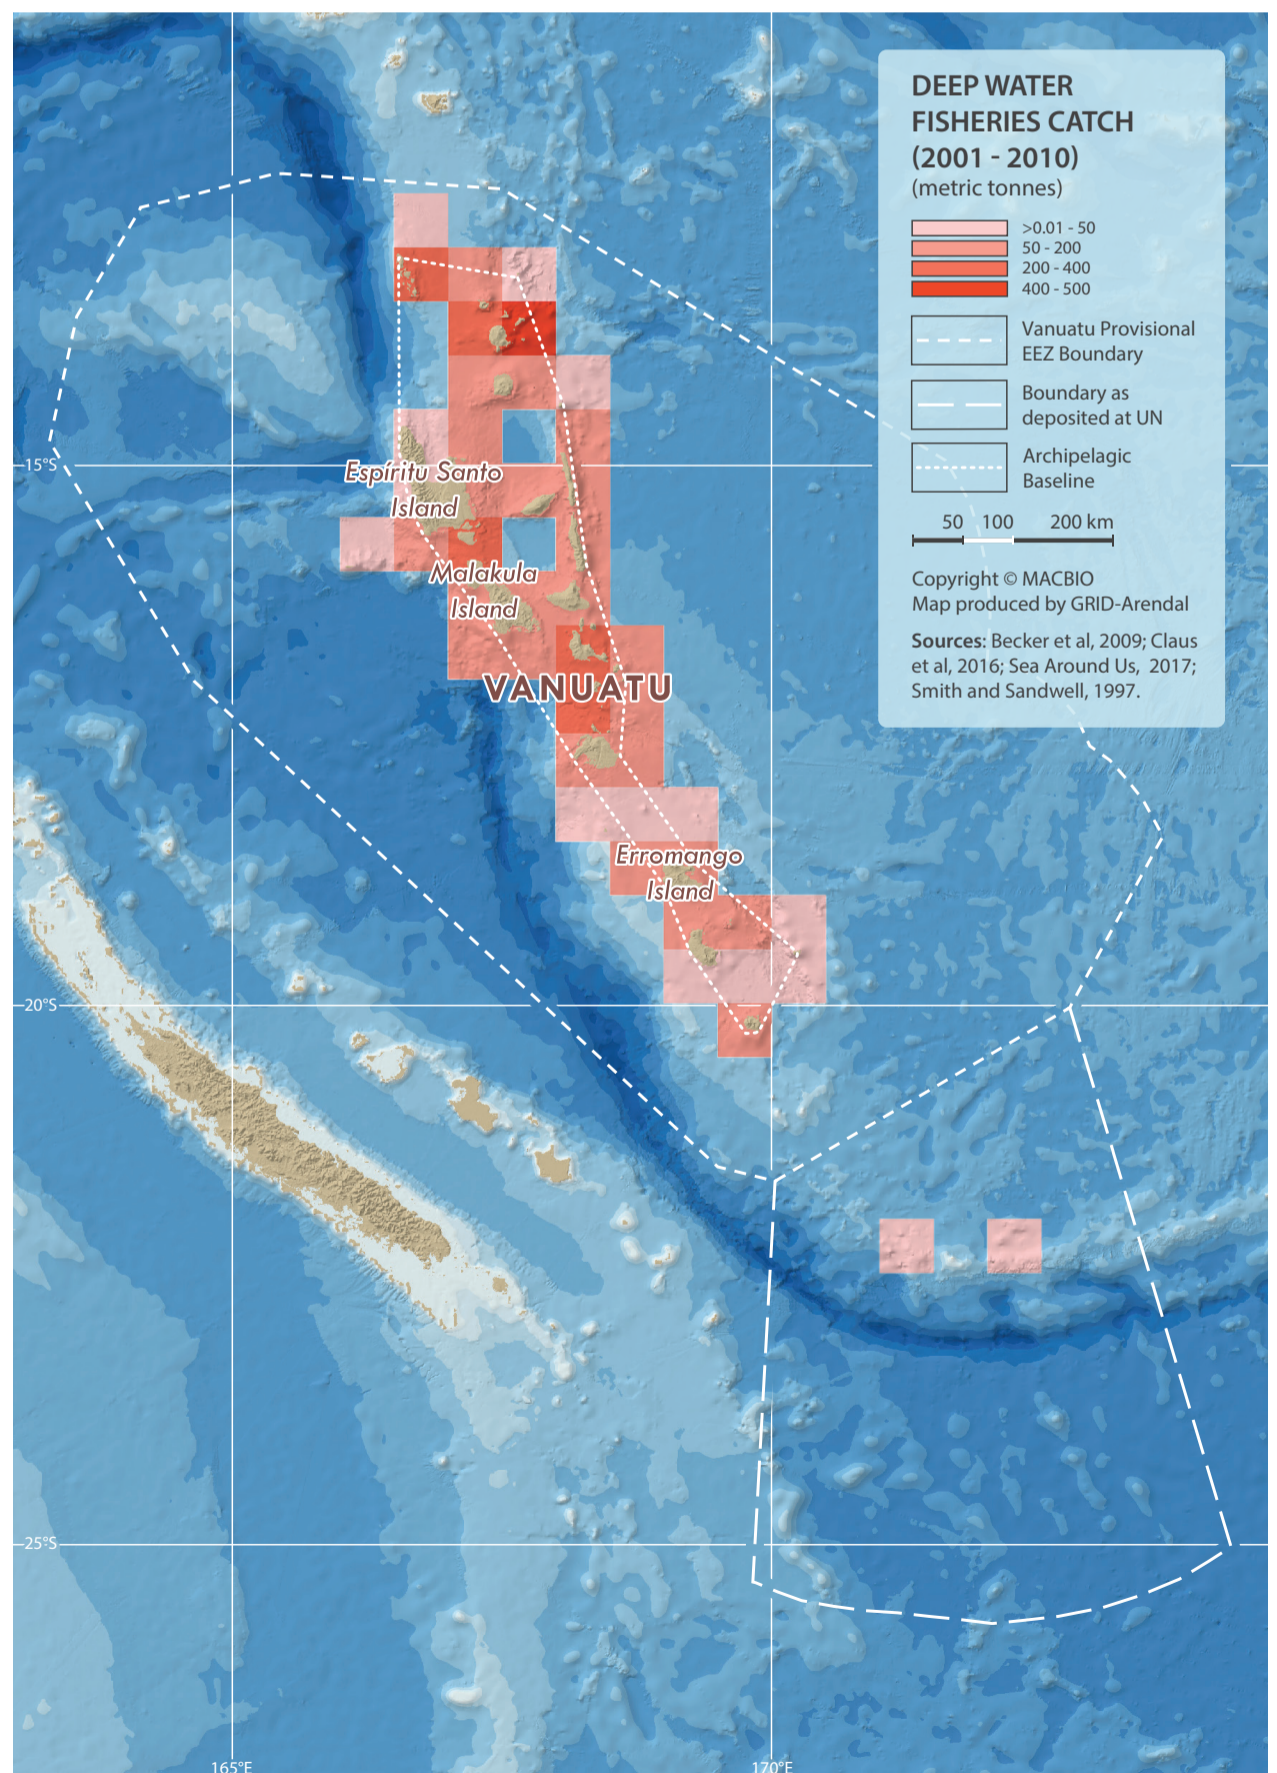 DEEP WATER
FISHERIES CATCH
(2001 - 2010)
(metric tonnes)
>0.01 - 50
50 - 200
200 - 400
400 - 500
Vanuatu Provisional
EEZ Boundary
Boundary as
deposited at UN
Archipelagic
Baseline
50 100 200 km
Copyright © MACBIO
Map produced by GRID-Arendal
Sources: Becker et al, 2009; Claus
et al, 2016; Sea Around Us, 2017;
Smith and Sandwell, 1997.
15°S
Espíritu Santo
Island
Malakula
Island
VANUATU
Erromango
Island
20°S
25°S
165°E 170°E